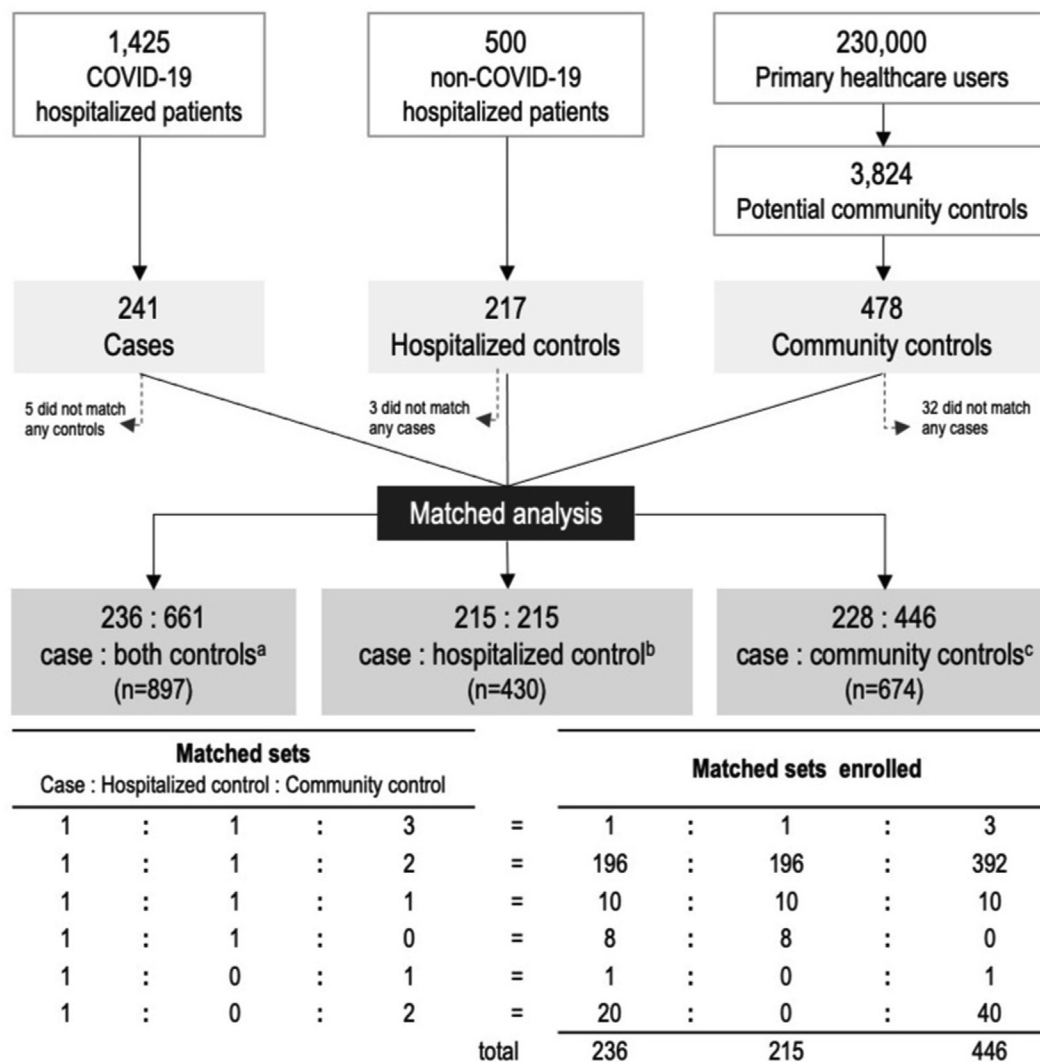 1,425
COVID-19
hospitalized patients
500
non-COVID-19
hospitalized patients
230,000
Primary healthcare users
3,824
Potential community controls
241
Cases
217
Hospitalized controls
478
Community controls
5 did not match
any controls
3 did not match
any cases
32 did not match
any cases
Matched analysis
236 : 661
case : both controlsᵃ
(n=897)
215 : 215
case : hospitalized controlᵇ
(n=430)
228 : 446
case : community controlsᶜ
(n=674)
Matched sets
Case : Hospitalized control : Community control
Matched sets enrolled
1 : 1 : 3 = 1 : 1 : 3
1 : 1 : 2 = 196 : 196 : 392
1 : 1 : 1 = 10 : 10 : 10
1 : 1 : 0 = 8 : 8 : 0
1 : 0 : 1 = 1 : 0 : 1
1 : 0 : 2 = 20 : 0 : 40
total 236 215 446